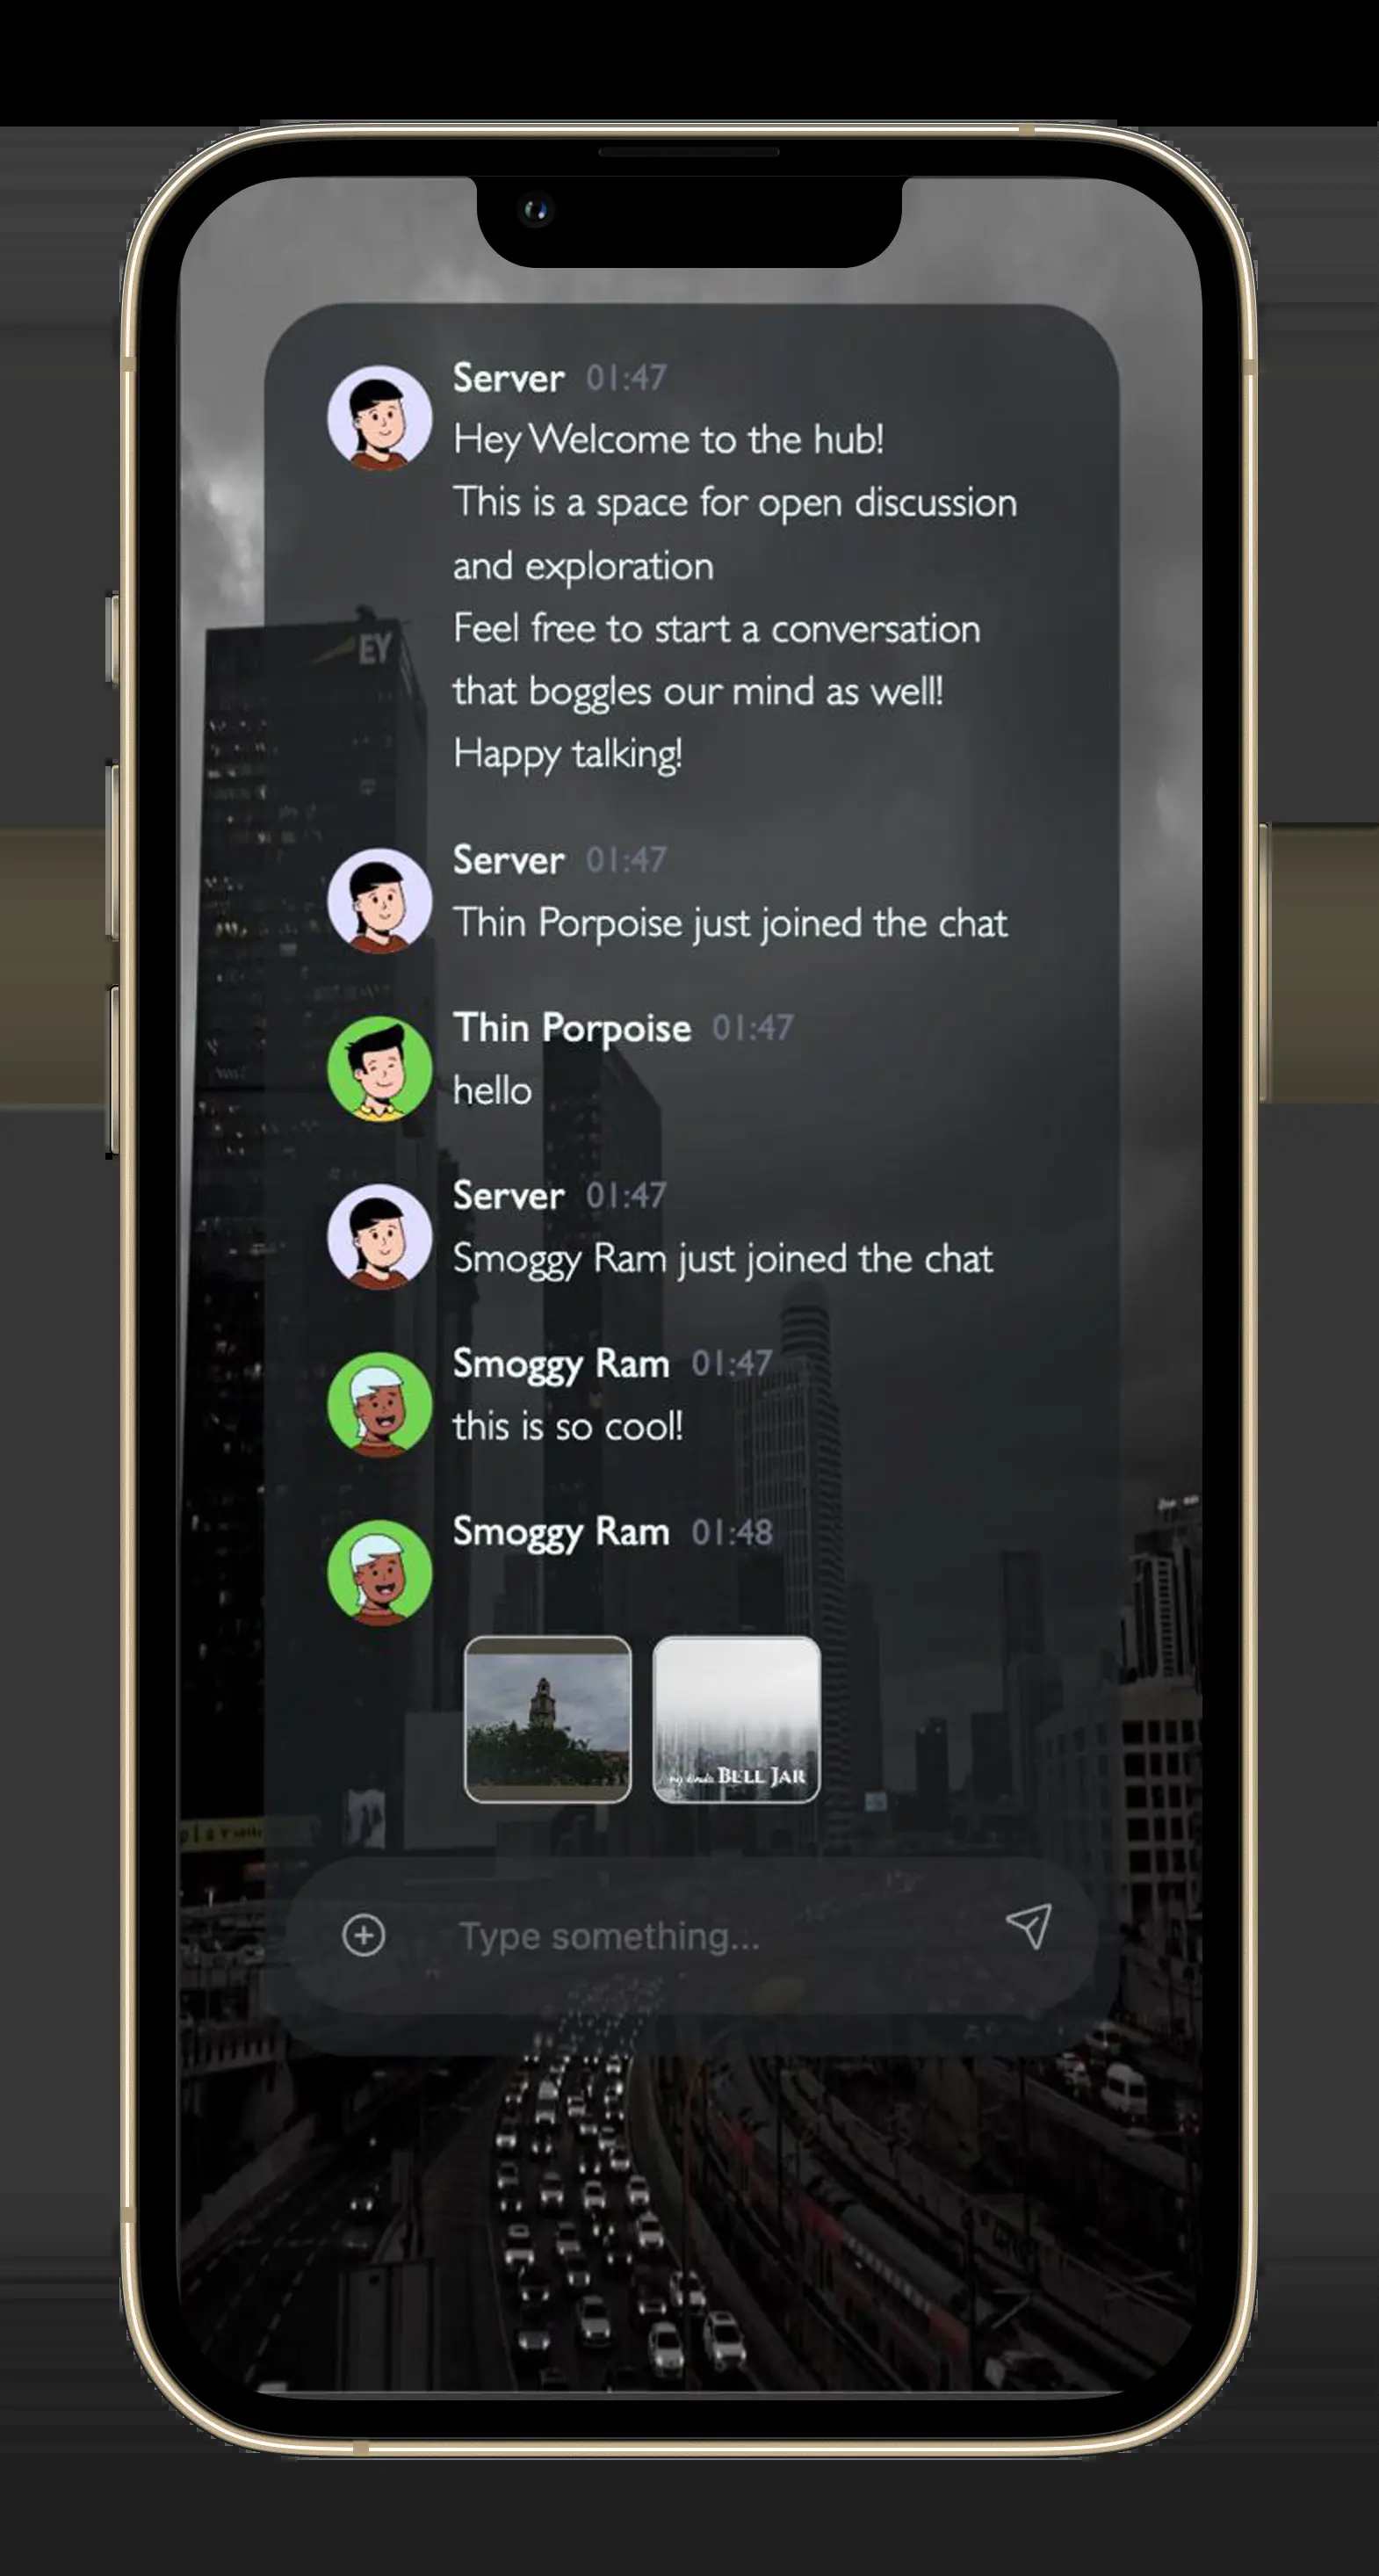 Server 01:47
Hey Welcome to the hub!
This is a space for open discussion
and exploration
Feel free to start a conversation
that boggles our mind as well!
Happy talking!
EY
Server 01:47
Thin Porpoise just joined the chat
Thin Porpoise 01:47
hello
Server 01:47
Smoggy Ram just joined the chat
Smoggy Ram 01:47
this is so cool!
Smoggy Ram 01:48
BELL JAR
Type something...